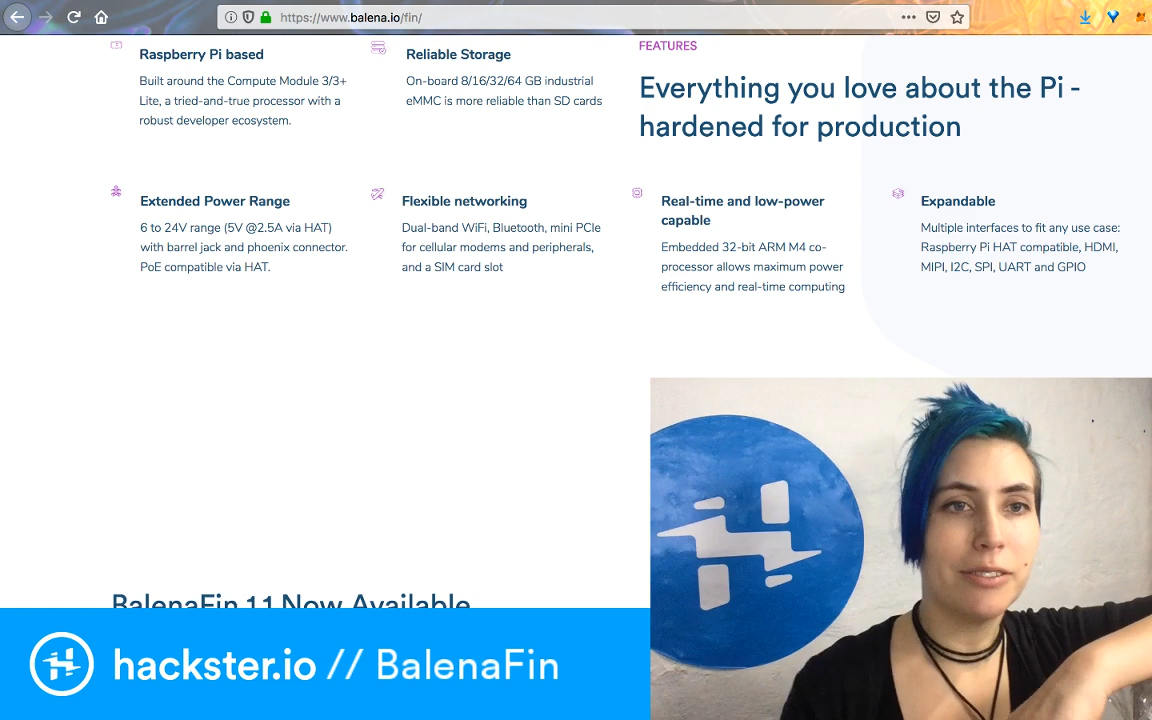 https://www.balena.io/fin/
Raspberry Pi based
Built around the Compute Module 3/3+
Lite, a tried-and-true processor with a
robust developer ecosystem.
Reliable Storage
On-board 8/16/32/64 GB industrial
eMMC is more reliable than SD cards
FEATURES
Everything you love about the Pi -
hardened for production
Extended Power Range
6 to 24V range (5V @2.5A via HAT)
with barrel jack and phoenix connector.
PoE compatible via HAT.
Flexible networking
Dual-band WiFi, Bluetooth, mini PCIe
for cellular modems and peripherals,
and a SIM card slot
Real-time and low-power
capable
Embedded 32-bit ARM M4 co-
processor allows maximum power
efficiency and real-time computing
Expandable
Multiple interfaces to fit any use case:
Raspberry Pi HAT compatible, HDMI,
MIPI, I2C, SPI, UART and GPIO
BalenaFin 1.1 Now Available
hackster.io // BalenaFin